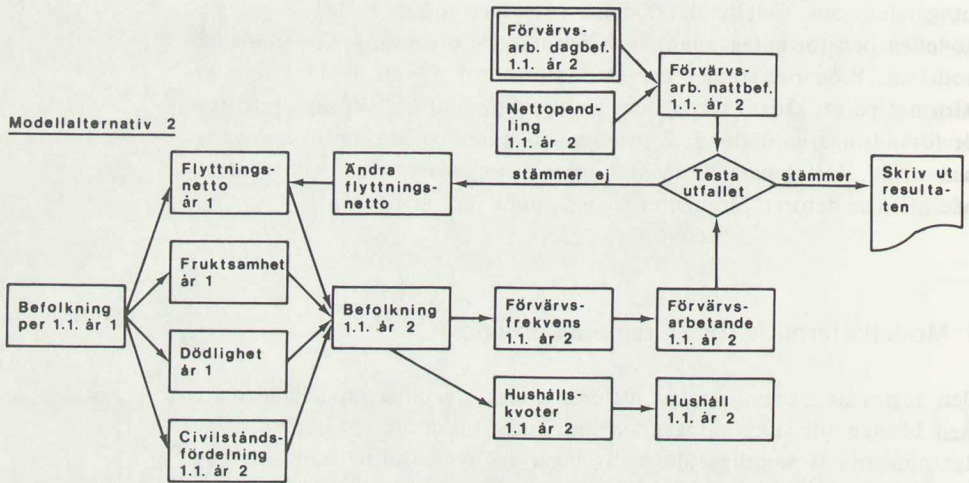 Modellalternativ 2
Förvärvs-
arb. dagbef.
1.1. år 2
Nettopend-
ling
1.1. år 2
Förvärvs-
arb. nattbef.
1.1. år 2
Flyttnings-
netto
år 1
Ändra
flyttnings-
netto
stämmer ej
Testa
utfallet
stämmer
Skriv ut
resulta-
ten
Fruktsamhet
år 1
Befolkning
per 1.1. år 1
Dödlighet
år 1
Civilstånds-
fördelning
1.1. år 2
Befolkning
1.1. år 2
Förvärvs-
frekvens
1.1. år 2
Förvärvs-
arbetande
1.1. år 2
Hushålls-
kvoter
1.1 år 2
Hushåll
1.1 år 2